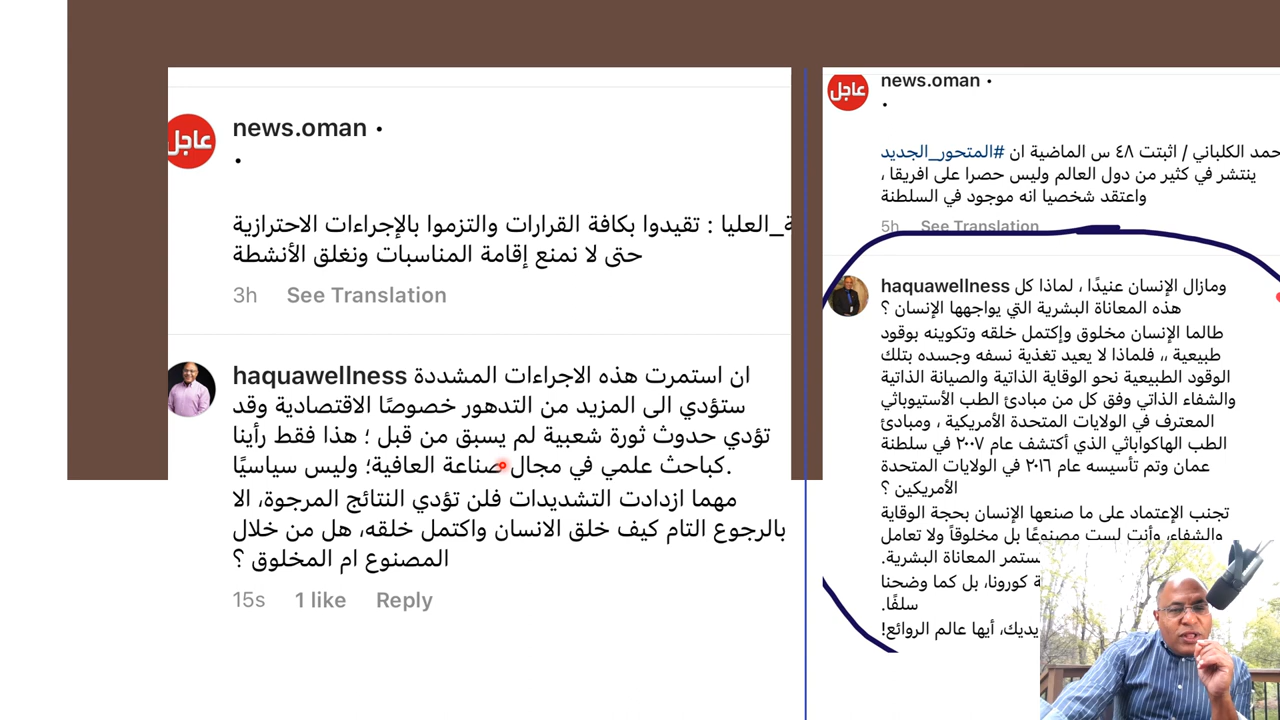 عاجل
news.oman •
•
ة_العليا : تقيدوا بكافة القرارات والتزموا بالإجراءات الاحترازية
حتى لا نمنع إقامة المناسبات ونغلق الأنشطة
3h See Translation
haquawellness ان استمرت هذه الاجراءات المشددة
ستؤدي الى المزيد من التدهور خصوصًا الاقتصادية وقد
تؤدي حدوث ثورة شعبية لم يسبق من قبل ؛ هذا فقط رأينا
كباحث علمي في مجال صناعة العافية؛ وليس سياسيًا.
مهما ازدادت التشديدات فلن تؤدي النتائج المرجوة، الا
بالرجوع التام كيف خلق الانسان واكتمل خلقه، هل من خلال
المصنوع ام المخلوق ؟
15s 1 like Reply
عاجل
news.oman •
•
حمد الكلباني / اثبتت ٤٨ س الماضية ان #المتحور_الجديد
ينتشر في كثير من دول العالم وليس حصرا على افريقا ،
واعتقد شخصيا انه موجود في السلطنة
5h See Translation
haquawellness ومازال الإنسان عنيدًا ، لماذا كل
هذه المعاناة البشرية التي يواجهها الإنسان ؟
طالما الإنسان مخلوق وإكتمل خلقه وتكوينه بوقود
طبيعية ،، فلماذا لا يعيد تغذية نفسه وجسده بتلك
الوقود الطبيعية نحو الوقاية الذاتية والصيانة الذاتية
والشفاء الذاتي وفق كل من مبادئ الطب الأستيوباثي
المعترف في الولايات المتحدة الأمريكية ، ومبادئ
الطب الهاكواباثي الذي أكتشف عام ٢٠٠٧ في سلطنة
عمان وتم تأسيسه عام ٢٠١٦ في الولايات المتحدة
الأمريكين ؟
تجنب الإعتماد على ما صنعها الإنسان بحجة الوقاية
والشفاء، وأنت لست مصنوعًا بل مخلوقاً ولا تعامل
ستمر المعاناة البشرية.
ة كورونا، بل كما وضحنا
سلفًا.
يديك، أيها عالم الروائع!